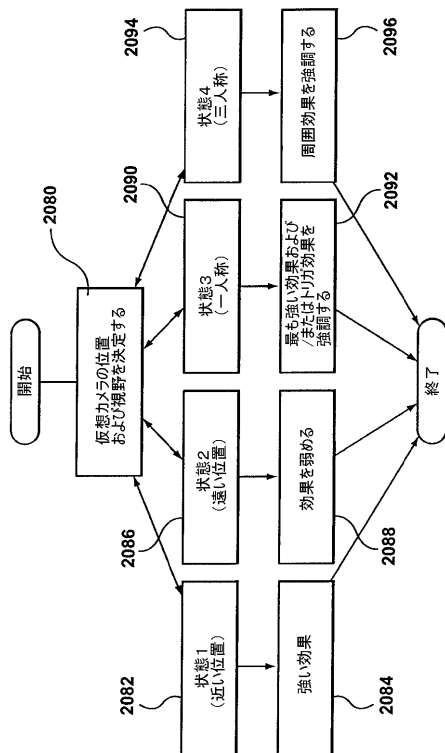 開始
2080
仮想カメラの位置
および視野を決定する
2082
状態1
(近い位置)
2086
状態2
(遠い位置)
2090
状態3
(一人称)
2094
状態4
(三人称)
強い効果
2084
効果を弱める
2088
最も強い効果および
/またはトリカ効果を
強調する
2092
周囲効果を強調する
2096
終了